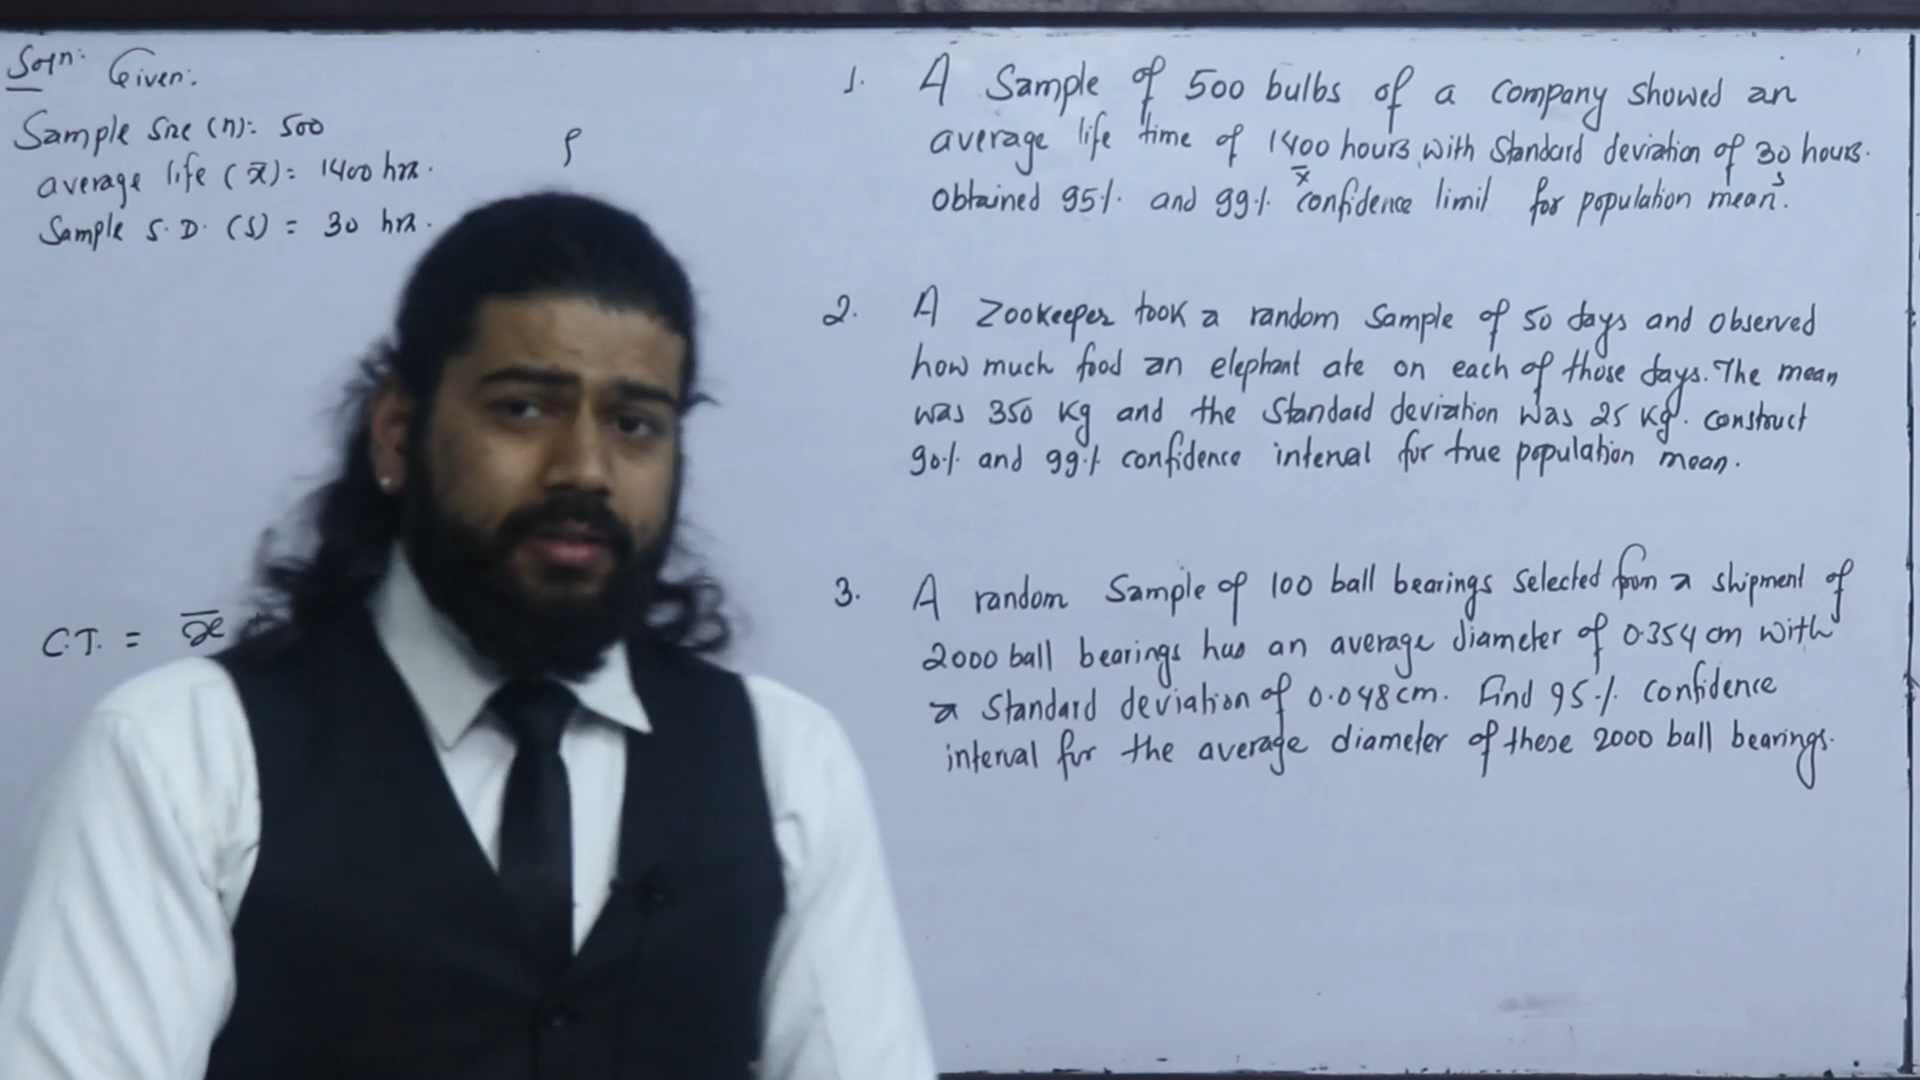 Soln: Given:
Sample Size (n): 500
average life (x̄) = 1400 hrs.
Sample S.D. (S) = 30 hrs.
C.I. = x̄ +
1. A Sample of 500 bulbs of a company showed an
average life time of 1400 hours with standard deviation of 30 hours.
x̄ s
obtained 95% and 99% confidence limit for population mean.
2. A Zookeeper took a random Sample of 50 days and observed
how much food an elephant ate on each of those days. The mean
was 350 Kg and the Standard deviation was 25 Kg. construct
90% and 99% confidence interval for true population mean.
3. A random Sample of 100 ball bearings selected from a shipment of
2000 ball bearings has an average diameter of 0.354 cm with
a standard deviation of 0.048 cm. Find 95% confidence
interval for the average diameter of these 2000 ball bearings.